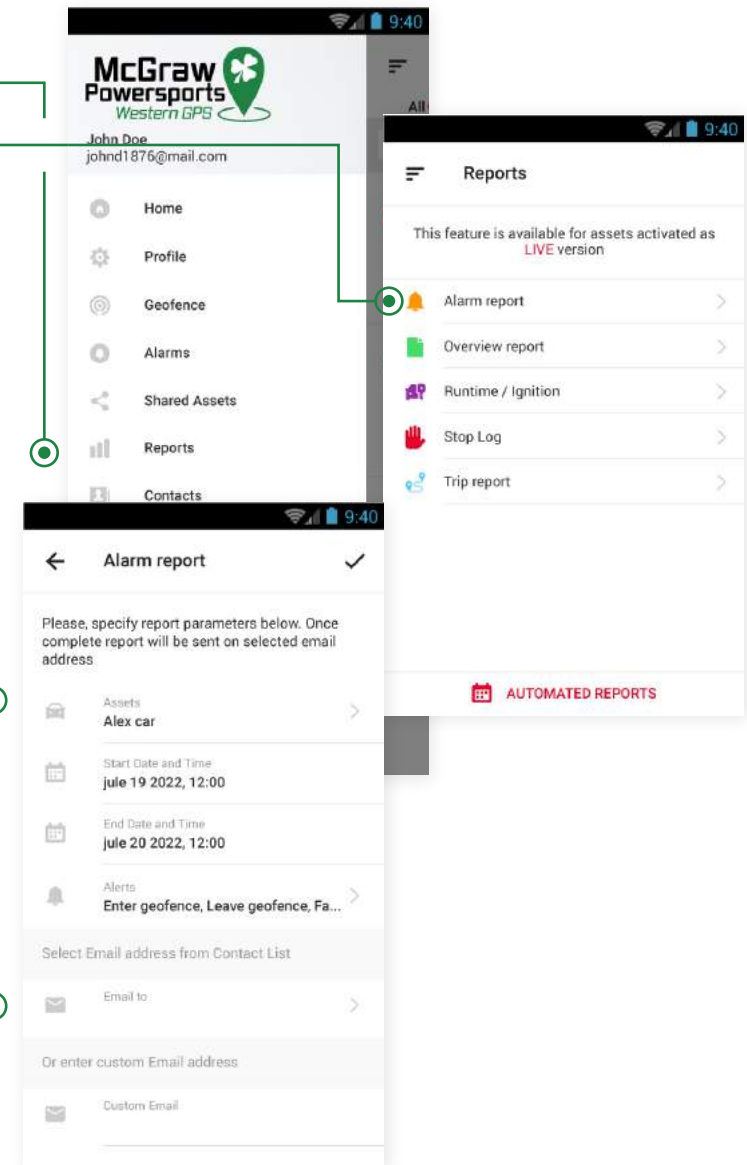 9:40
McGraw
Powersports
Western GPS
John Doe
johnd1876@mail.com
Home
Profile
Geofence
Alarms
Shared Assets
Reports
Contacts
All
9:40
Reports
This feature is available for assets activated as
LIVE version
Alarm report
Overview report
Runtime / Ignition
Stop Log
Trip report
AUTOMATED REPORTS
9:40
Alarm report
Please, specify report parameters below. Once
complete report will be sent on selected email
address
Assets
Alex car
Start Date and Time
jule 19 2022, 12:00
End Date and Time
jule 20 2022, 12:00
Alerts
Enter geofence, Leave geofence, Fa...
Select Email address from Contact List
Email to
Or enter custom Email address
Custom Email